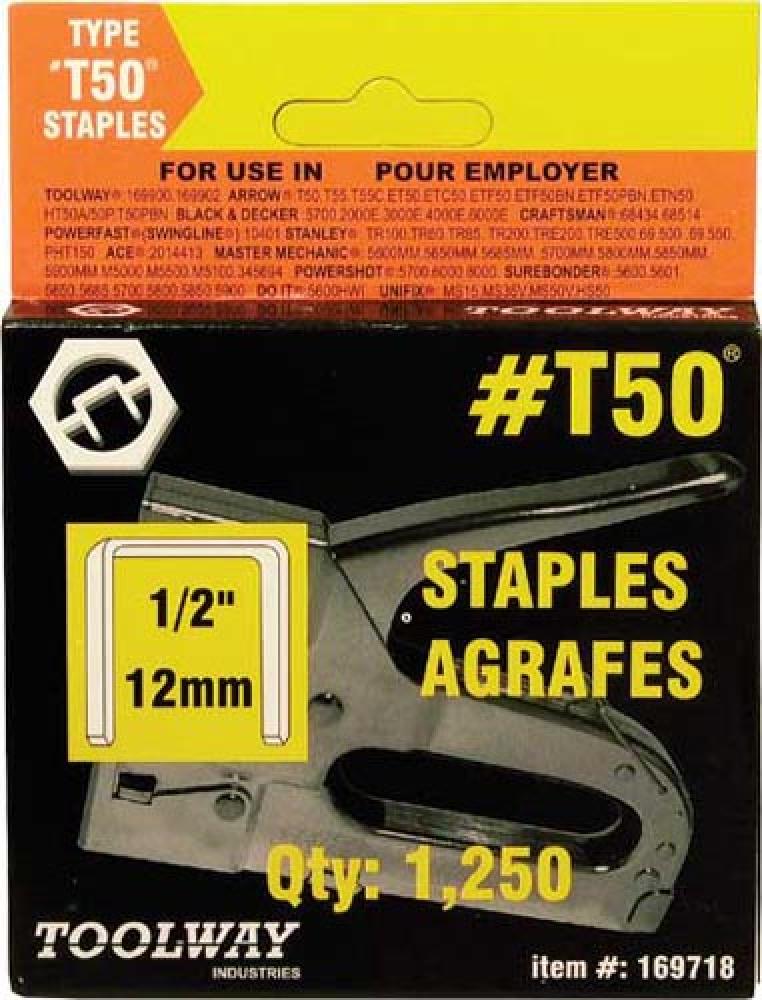 TYPE
"T50®
STAPLES
FOR USE IN POUR EMPLOYER
TOOLWAY® 169900.169902 ARROW® T50.T55.T55C.ET50.ETC50.ETF50.ETF50BN.ETF50PBN.ETN50.
HT50A/50P.T50PBN BLACK & DECKER 5700.2000E.3000E.4000E.6000E CRAFTSMAN® 68434.68514
POWERFAST® (SWINGLINE®) 10401 STANLEY® TR100.TR60.TR85. TR200.TRE200.TRE500.69.500. 69.550.
PHT150 ACE® 2014413 MASTER MECHANIC® 5600MM.5650MM.5685MM. 5700MM.5800MM.5850MM.
5900MM.M5000.M5500.M5100.345694 POWERSHOT® 5700.6000.8000. SUREBONDER® 5600.5601.
5650.5685.5700.5800.5850.5900 DO IT® 5600HWI UNIFIX® MS15.MS35V.MS50V.HS50
TOOLWAY
#T50®
1/2"
12mm
STAPLES
AGRAFES
Qty: 1,250
TOOLWAY
INDUSTRIES
item #: 169718